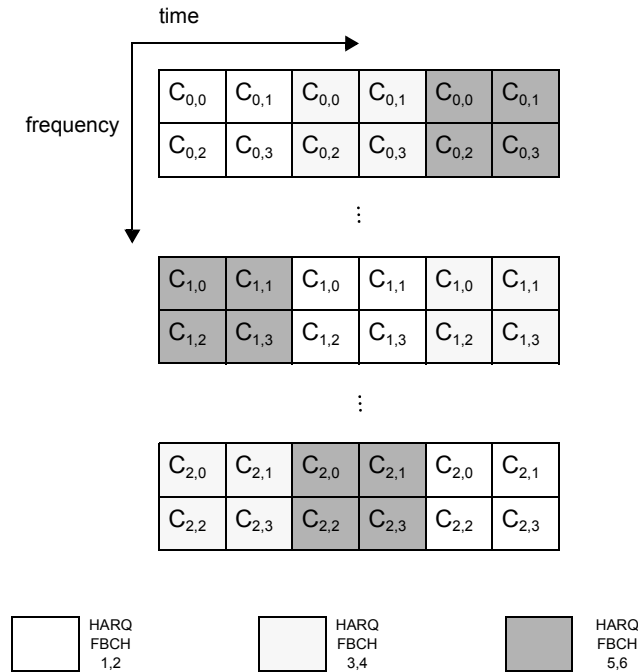 time
frequency
C0,0 C0,1 C0,0 C0,1 C0,0 C0,1
C0,2 C0,3 C0,2 C0,3 C0,2 C0,3
...
C1,0 C1,1 C1,0 C1,1 C1,0 C1,1
C1,2 C1,3 C1,2 C1,3 C1,2 C1,3
...
C2,0 C2,1 C2,0 C2,1 C2,0 C2,1
C2,2 C2,3 C2,2 C2,3 C2,2 C2,3
HARQ
FBCH
1,2
HARQ
FBCH
3,4
HARQ
FBCH
5,6